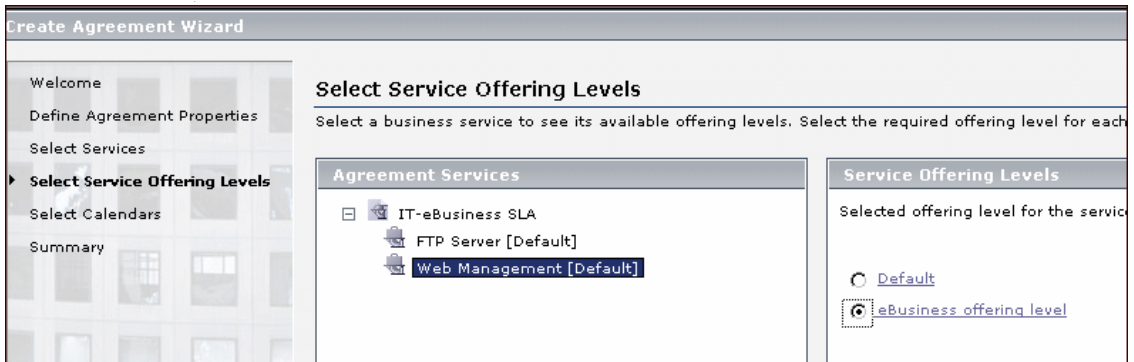 Create Agreement Wizard
Welcome
Define Agreement Properties
Select Services
Select Service Offering Levels
Select Calendars
Summary
Select Service Offering Levels
Select a business service to see its available offering levels. Select the required offering level for each
Agreement Services
IT-eBusiness SLA
FTP Server [Default]
Web Management [Default]
Service Offering Levels
Selected offering level for the servic
Default
eBusiness offering level